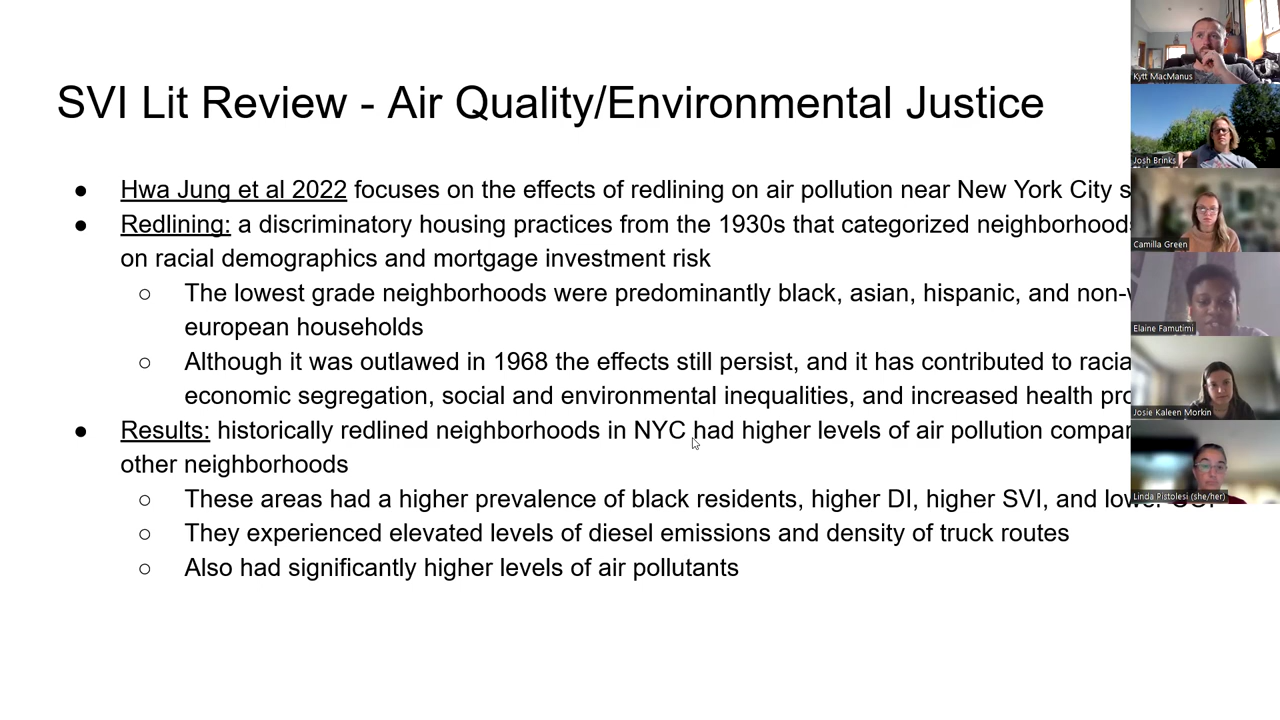 SVI Lit Review - Air Quality/Environmental Justice
● Hwa Jung et al 2022 focuses on the effects of redlining on air pollution near New York City
● Redlining: a discriminatory housing practices from the 1930s that categorized neighborhoods
on racial demographics and mortgage investment risk
○ The lowest grade neighborhoods were predominantly black, asian, hispanic, and
european households
○ Although it was outlawed in 1968 the effects still persist, and it has contributed to
economic segregation, social and environmental inequalities, and increased health
● Results: historically redlined neighborhoods in NYC had higher levels of air pollution
other neighborhoods
○ These areas had a higher prevalence of black residents, higher DI, higher SVI, and
○ They experienced elevated levels of diesel emissions and density of truck routes
○ Also had significantly higher levels of air pollutants
Kytt MacManus
Josh Brinks
Camilla Green
Elaine Famutimi
Josie Kaleen Morkin
Linda Pistolesi (she/her)